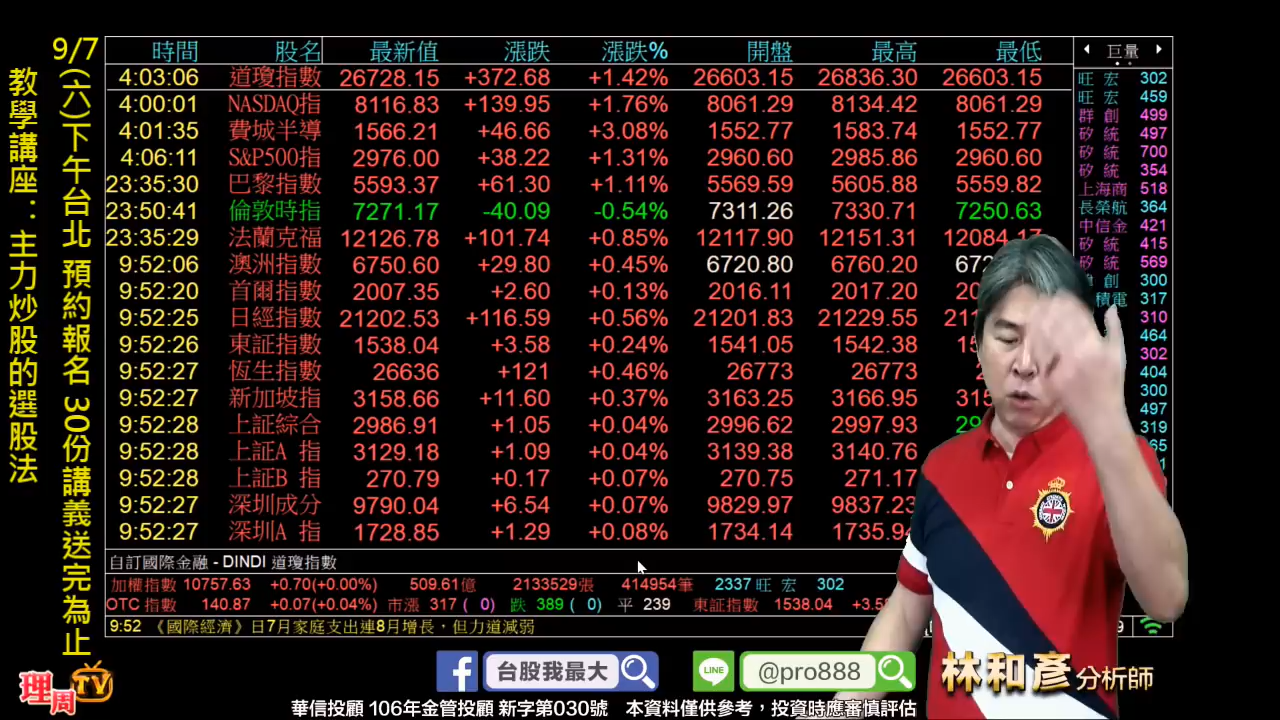 9/7(六)下午台北 預約報名 30份講義送完為止
教學講座：主力炒股的選股法
時間 股名 最新值 漲跌 漲跌% 開盤 最高 最低
4:03:06 道瓊指數 26728.15 +372.68 +1.42% 26603.15 26836.30 26603.15
4:00:01 NASDAQ指 8116.83 +139.95 +1.76% 8061.29 8134.42 8061.29
4:01:35 費城半導 1566.21 +46.66 +3.08% 1552.77 1583.74 1552.77
4:06:11 S&P500指 2976.00 +38.22 +1.31% 2960.60 2985.86 2960.60
23:35:30 巴黎指數 5593.37 +61.30 +1.11% 5569.59 5605.88 5559.82
23:50:41 倫敦時指 7271.17 -40.09 -0.54% 7311.26 7330.71 7250.63
23:35:29 法蘭克福 12126.78 +101.74 +0.85% 12117.90 12151.31 12084.17
9:52:06 澳洲指數 6750.60 +29.80 +0.45% 6720.80 6760.20 672
9:52:20 首爾指數 2007.35 +2.60 +0.13% 2016.11 2017.20 20
9:52:25 日經指數 21202.53 +116.59 +0.56% 21201.83 21229.55 211
9:52:26 東証指數 1538.04 +3.58 +0.24% 1541.05 1542.38 15
9:52:27 恆生指數 26636 +121 +0.46% 26773 26773 2
9:52:27 新加坡指 3158.66 +11.60 +0.37% 3163.25 3166.95 315
9:52:28 上証綜合 2986.91 +1.05 +0.04% 2996.62 2997.93 29
9:52:28 上証A 指 3129.18 +1.09 +0.04% 3139.38 3140.76
9:52:28 上証B 指 270.79 +0.17 +0.07% 270.75 271.17
9:52:27 深圳成分 9790.04 +6.54 +0.07% 9829.97 9837.23
9:52:27 深圳A 指 1728.85 +1.29 +0.08% 1734.14 1735.9
巨量
旺 宏 302
旺 宏 459
群 創 499
矽 統 497
矽 統 700
矽 統 354
上海商 518
長榮航 364
中信金 421
矽 統 415
矽 統 569
創 300
積電 317
310
464
302
404
300
497
319
65
自訂國際金融 - DINDI 道瓊指數
加權指數 10757.63 +0.70(+0.00%) 509.61億 2133529張 414954筆 2337 旺 宏 302
OTC 指數 140.87 +0.07(+0.04%) 市漲 317 ( 0) 跌 389 ( 0) 平 239 東証指數 1538.04 +3.5
9:52 《國際經濟》日7月家庭支出連8月增長，但力道減弱
理周TV
台股我最大
LINE
@pro888
林和彥 分析師
華信投顧 106年金管投顧 新字第030號 本資料僅供參考，投資時應審慎評估